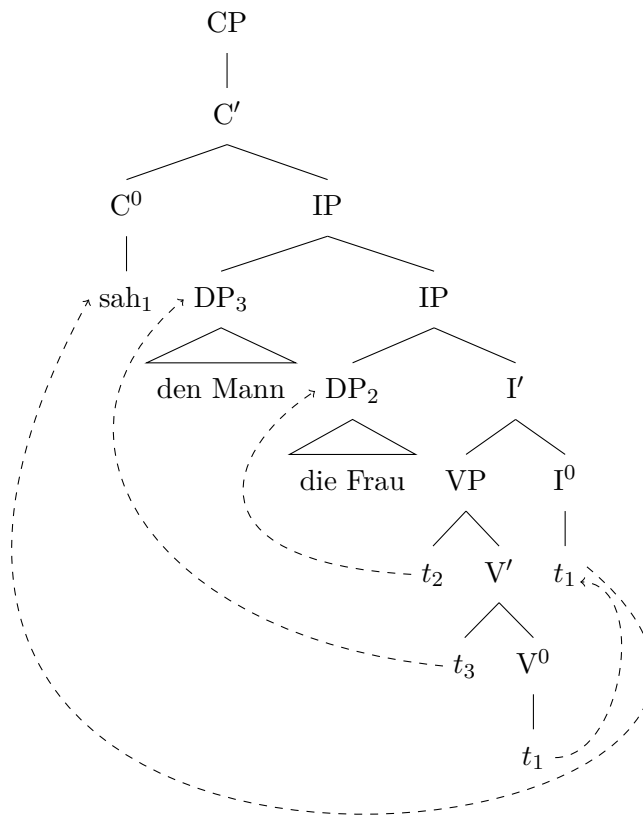 CP
C′
C⁰ IP
sah₁ DP₃ IP
den Mann DP₂ I′
die Frau VP I⁰
t₂ V′ t₁
t₃ V⁰
t₁